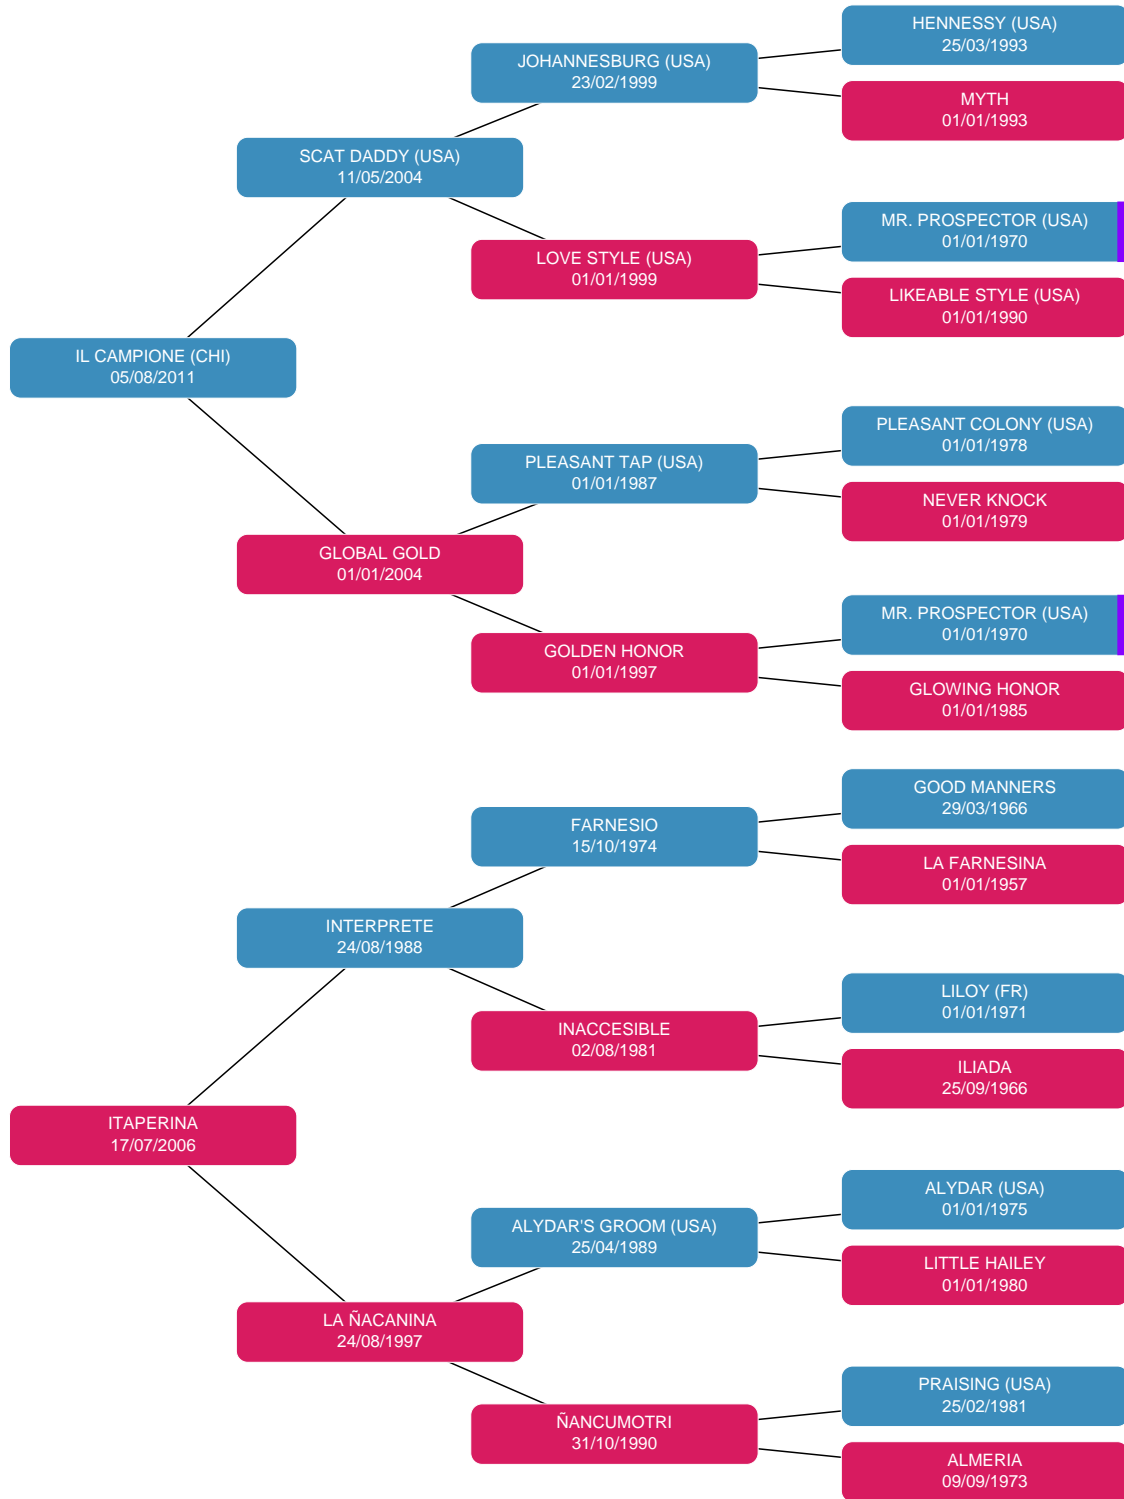 HENNESSY (USA)
25/03/1993
JOHANNESBURG (USA)
23/02/1999
MYTH
01/01/1993
SCAT DADDY (USA)
11/05/2004
MR. PROSPECTOR (USA)
01/01/1970
LOVE STYLE (USA)
01/01/1999
LIKEABLE STYLE (USA)
01/01/1990
IL CAMPIONE (CHI)
05/08/2011
PLEASANT COLONY (USA)
01/01/1978
PLEASANT TAP (USA)
01/01/1987
NEVER KNOCK
01/01/1979
GLOBAL GOLD
01/01/2004
MR. PROSPECTOR (USA)
01/01/1970
GOLDEN HONOR
01/01/1997
GLOWING HONOR
01/01/1985
GOOD MANNERS
29/03/1966
FARNESIO
15/10/1974
LA FARNESINA
01/01/1957
INTERPRETE
24/08/1988
LILOY (FR)
01/01/1971
INACCESIBLE
02/08/1981
ILIADA
25/09/1966
ITAPERINA
17/07/2006
ALYDAR (USA)
01/01/1975
ALYDAR'S GROOM (USA)
25/04/1989
LITTLE HAILEY
01/01/1980
LA ÑACANINA
24/08/1997
PRAISING (USA)
25/02/1981
ÑANCUMOTRI
31/10/1990
ALMERIA
09/09/1973